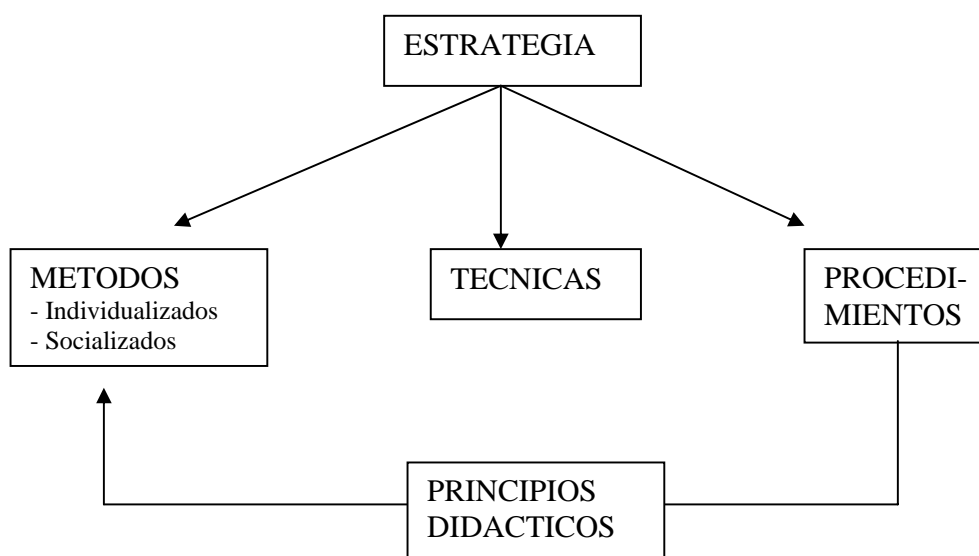 ESTRATEGIA
METODOS
- Individualizados
- Socializados
TECNICAS
PROCEDI-
MIENTOS
PRINCIPIOS
DIDACTICOS